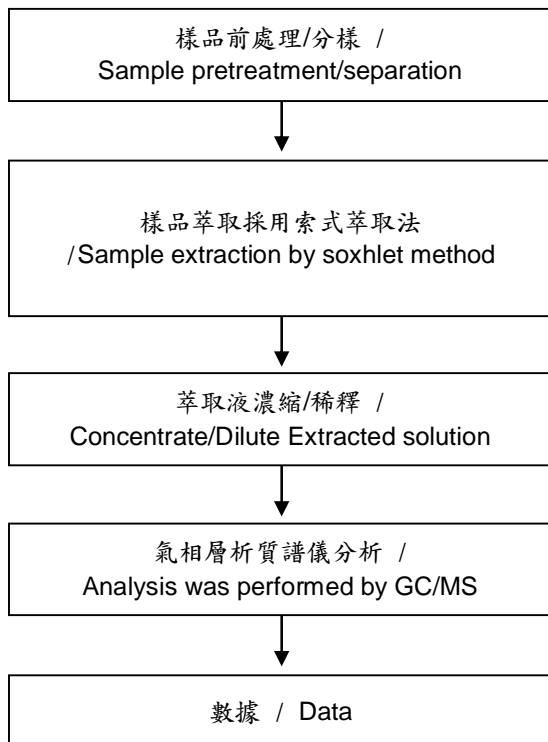 樣品前處理/分樣 /
Sample pretreatment/separation
樣品萃取採用索式萃取法
/Sample extraction by soxhlet method
萃取液濃縮/稀釋 /
Concentrate/Dilute Extracted solution
氣相層析質譜儀分析 /
Analysis was performed by GC/MS
數據 / Data